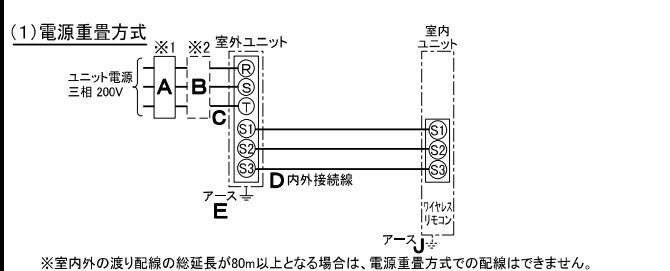 (1)電源重畳方式
※1 ※2 室外ユニット
室内
ユニット
ユニット電源
三相 200V
A
B
C
R
S
T
S1
S2
S3
S1
S2
S3
D 内外接続線
アース
E
ワイヤレス
リモコン
アース J
※室内外の渡り配線の総延長が80m以上となる場合は、電源重畳方式での配線はできません。